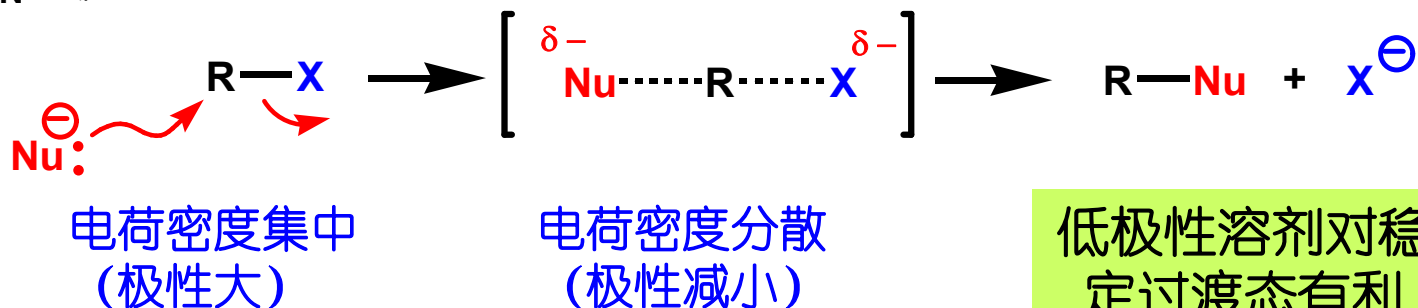 R—X
Nu:⊖
[ Nu δ− ······ R ······ X δ− ]
R—Nu + X⊖
电荷密度集中
（极性大）
电荷密度分散
（极性减小）
低极性溶剂对稳
定过渡态有利